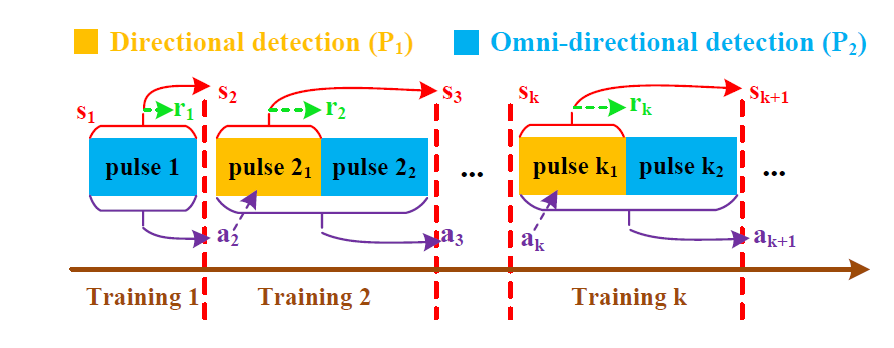 Directional detection (P₁) Omni-directional detection (P₂)
s₁ r₁ s₂ r₂ s₃ sₖ rₖ sₖ₊₁
pulse 1 pulse 2₁ pulse 2₂ ... pulse k₁ pulse k₂ ...
a₂ a₃ aₖ aₖ₊₁
Training 1 Training 2 Training k